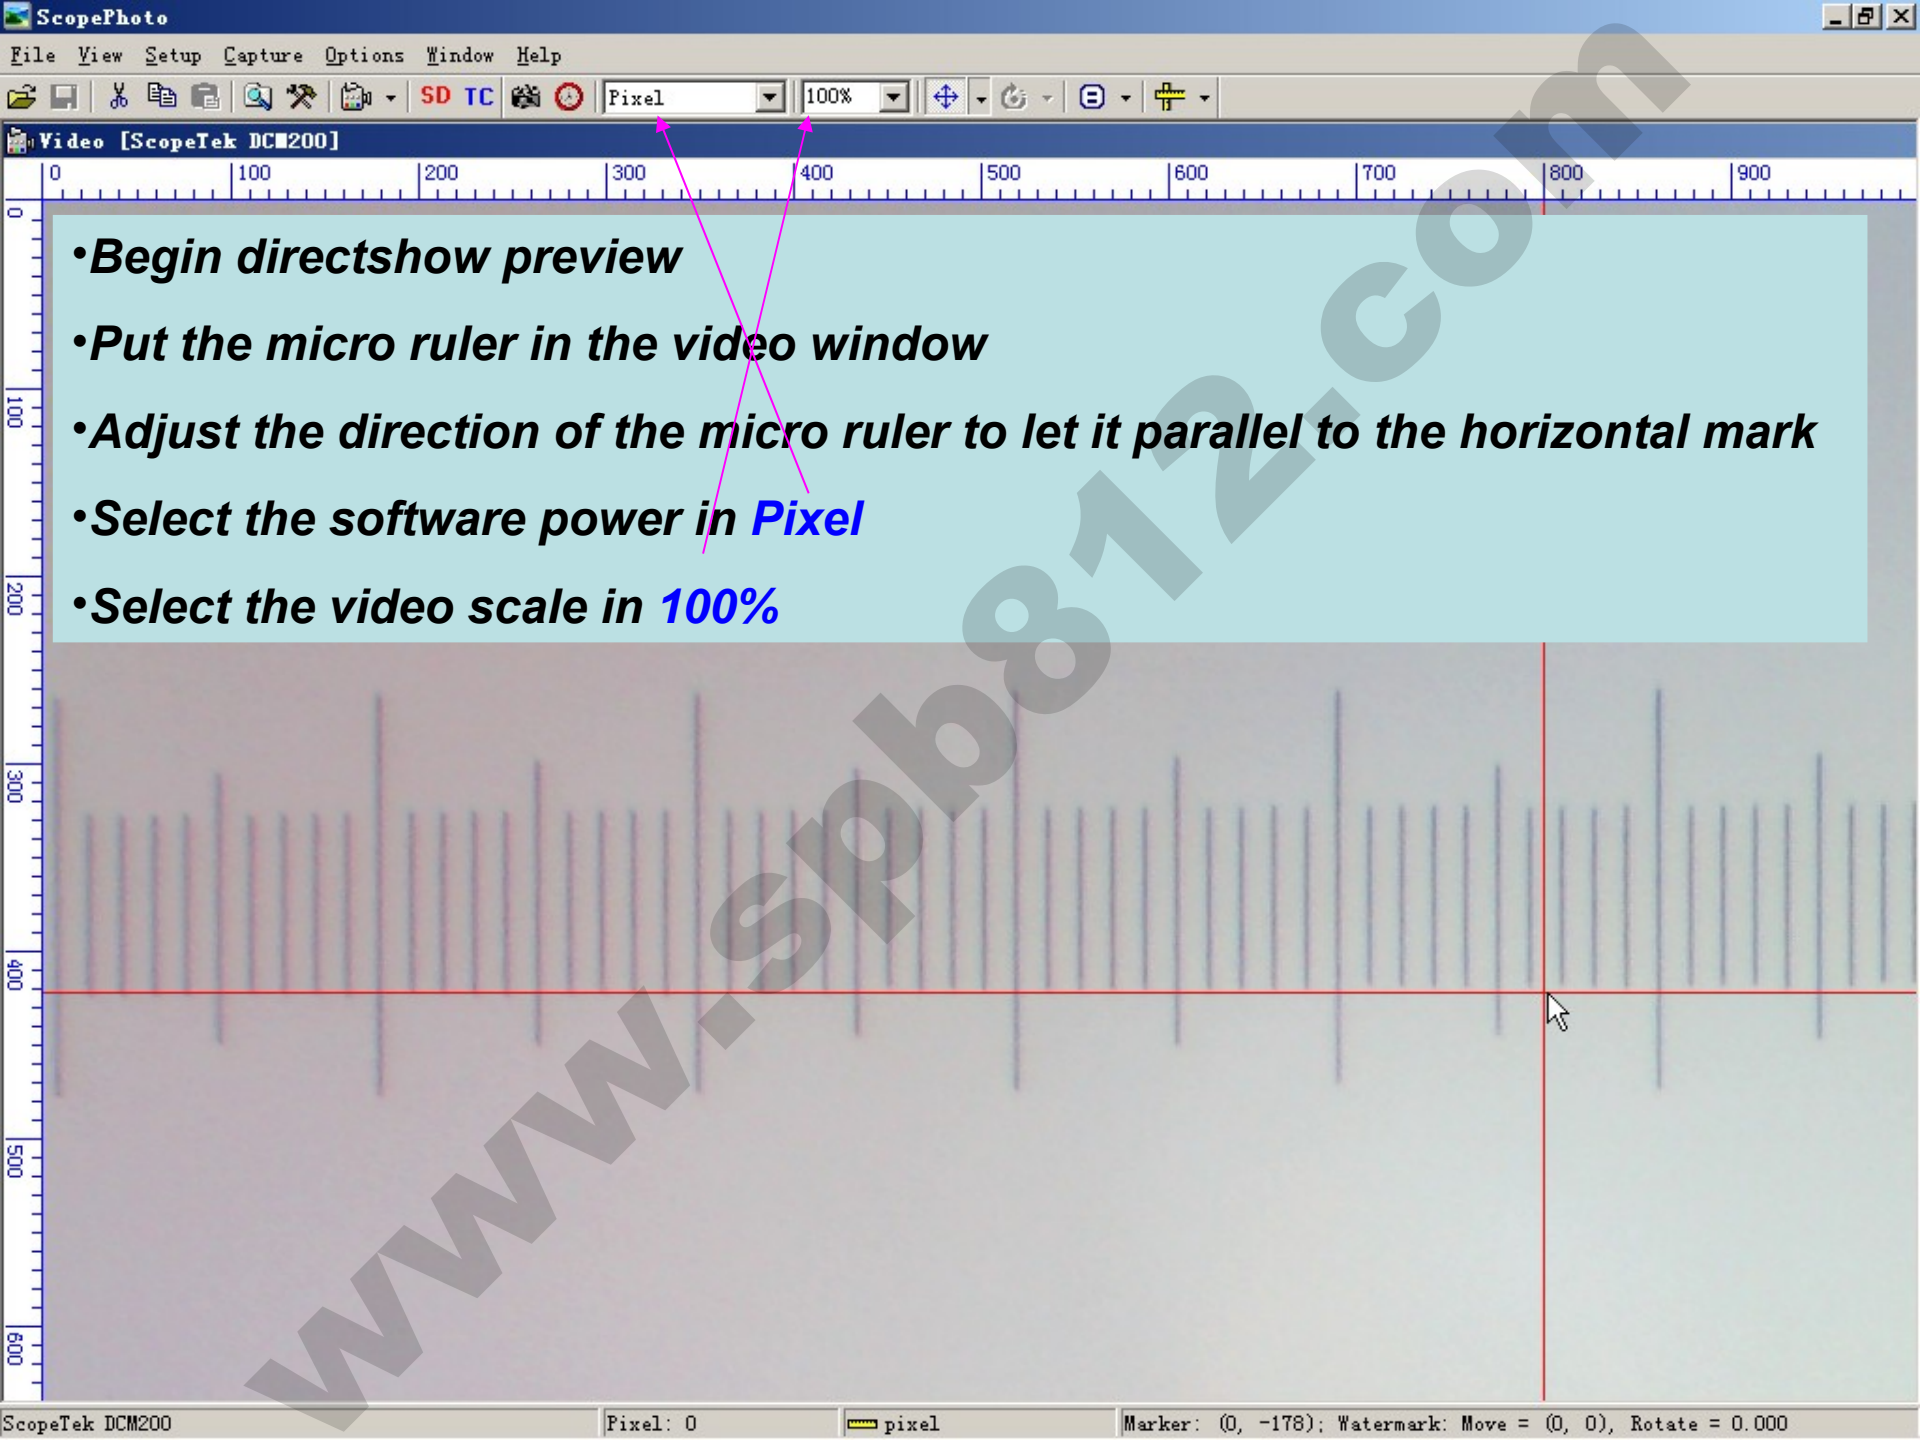 ScopePhoto
File View Setup Capture Options Window Help
SD TC Pixel 100%
Video [ScopeTek DCM200]
0 100 200 300 400 500 600 700 800 900
0
100
200
300
400
500
600
•Begin directshow preview
•Put the micro ruler in the video window
•Adjust the direction of the micro ruler to let it parallel to the horizontal mark
•Select the software power in Pixel
•Select the video scale in 100%
www.spb812.com
ScopeTek DCM200 Pixel: 0 pixel Marker: (0, -178); Watermark: Move = (0, 0), Rotate = 0.000